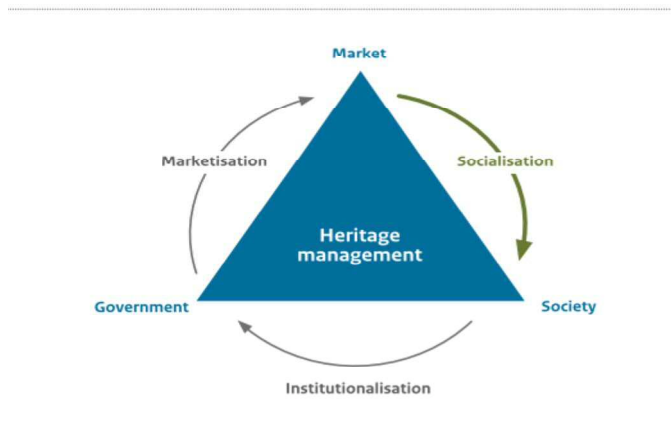 Market
Marketisation
Socialisation
Heritage
management
Government
Society
Institutionalisation